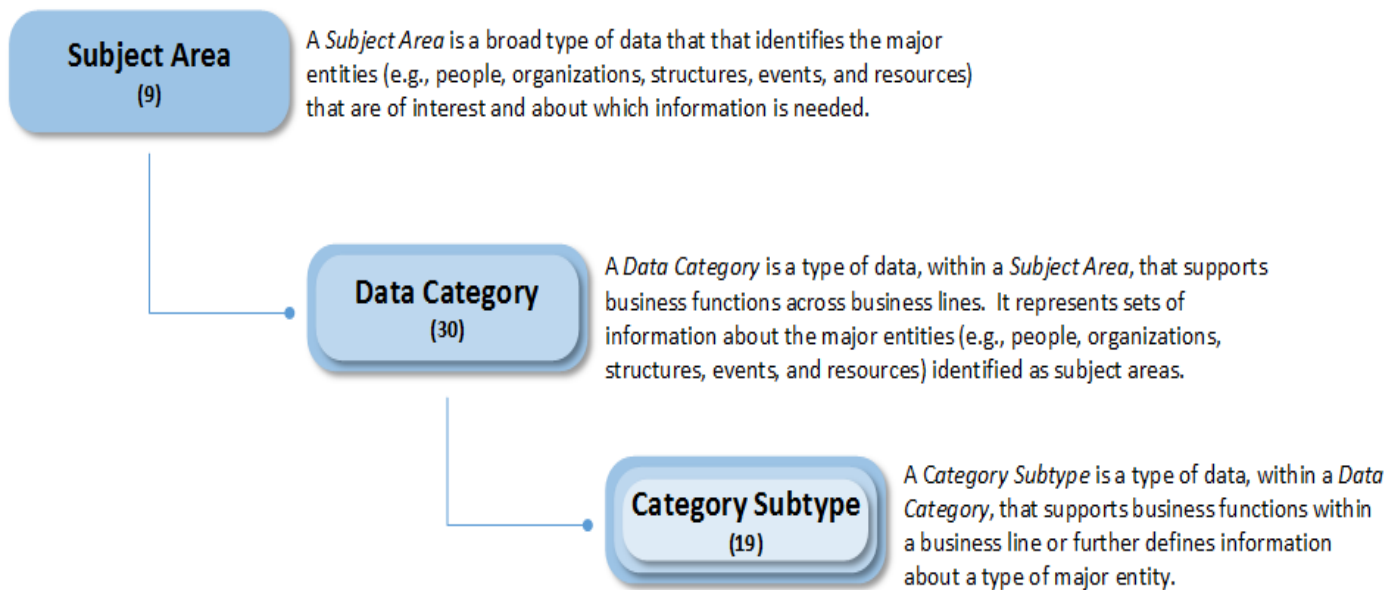 Subject Area
(9)
A Subject Area is a broad type of data that that identifies the major
entities (e.g., people, organizations, structures, events, and resources)
that are of interest and about which information is needed.
Data Category
(30)
A Data Category is a type of data, within a Subject Area, that supports
business functions across business lines.  It represents sets of
information about the major entities (e.g., people, organizations,
structures, events, and resources) identified as subject areas.
Category Subtype
(19)
A Category Subtype is a type of data, within a Data
Category, that supports business functions within
a business line or further defines information
about a type of major entity.